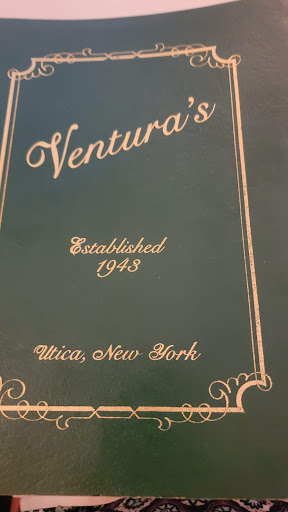 Ventura's
Established
1943
Utica, New York